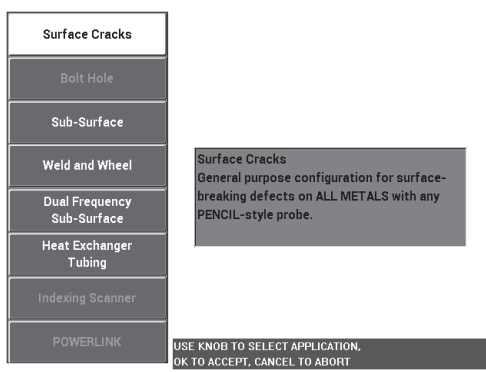 Surface Cracks
Bolt Hole
Sub-Surface
Weld and Wheel
Dual Frequency
Sub-Surface
Heat Exchanger
Tubing
Indexing Scanner
POWERLINK
Surface Cracks
General purpose configuration for surface-
breaking defects on ALL METALS with any
PENCIL-style probe.
USE KNOB TO SELECT APPLICATION,
OK TO ACCEPT, CANCEL TO ABORT